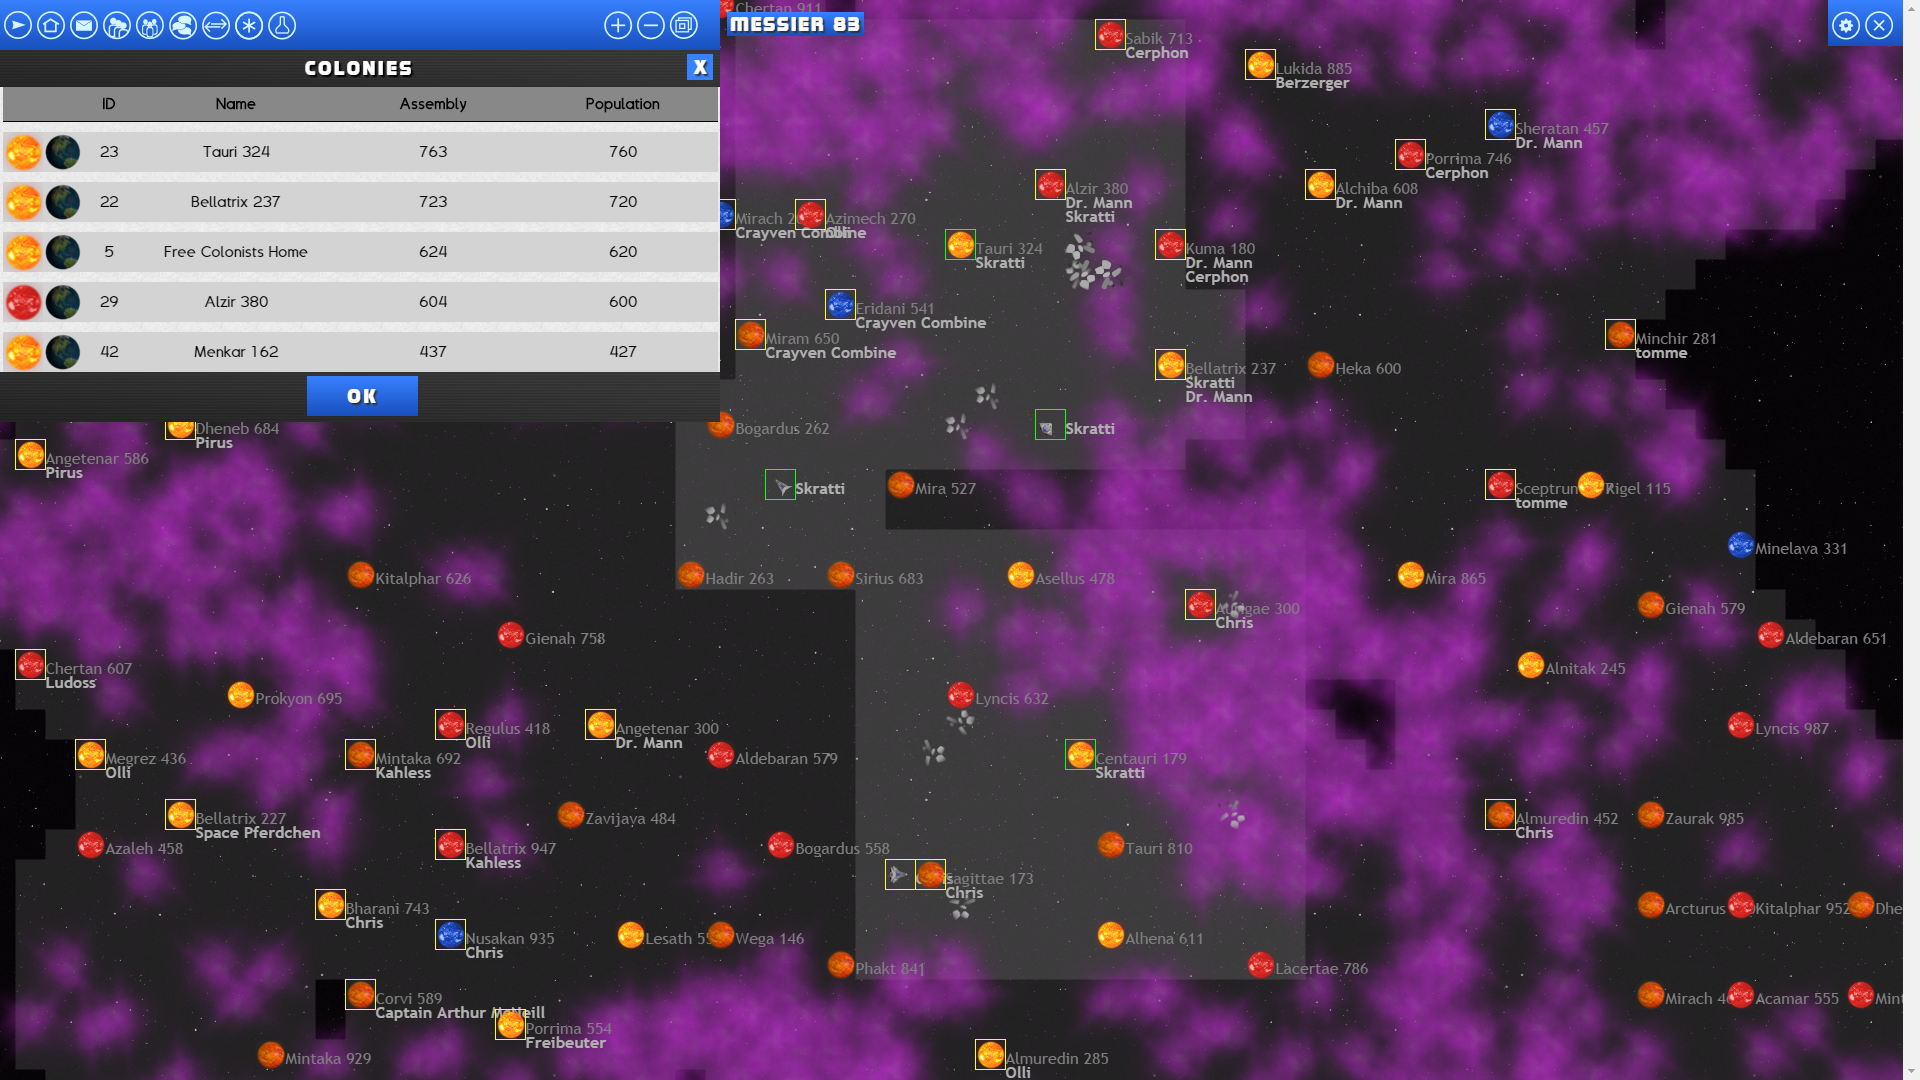 COLONIES
X
ID Name Assembly Population
23 Tauri 324 763 760
22 Bellatrix 237 723 720
5 Free Colonists Home 624 620
29 Alzir 380 604 600
42 Menkar 162 437 427
OK
Chertan 911
MESSIER 83
Sabik 713
Cerphon
Lukida 885
Berzerger
Sheratan 457
Dr. Mann
Porrima 746
Cerphon
Alzir 380
Dr. Mann
Skratti
Alchiba 608
Dr. Mann
Mirach 2
Crayven Combine
Azimech 270
Olli
Tauri 324
Skratti
Kuma 180
Dr. Mann
Cerphon
Eridani 541
Crayven Combine
Miram 650
Crayven Combine
Minchir 281
tomme
Bellatrix 237
Skratti
Dr. Mann
Heka 600
Dheneb 684
Pirus
Bogardus 262
Skratti
Angetenar 586
Pirus
Skratti
Mira 527
Sceptrum
tomme
Rigel 115
Minelava 331
Kitalphar 626
Hadir 263
Sirius 683
Asellus 478
Mira 865
300
Chris
Gienah 579
Gienah 758
Aldebaran 651
Chertan 607
Ludoss
Alnitak 245
Prokyon 695
Lyncis 632
Regulus 418
Olli
Angetenar 300
Dr. Mann
Lyncis 987
Megrez 436
Olli
Mintaka 692
Kahless
Aldebaran 579
Centauri 179
Skratti
Bellatrix 227
Space Pferdchen
Zavijava 484
Almuredin 452
Chris
Zaurak 985
Azaleh 458
Bellatrix 947
Kahless
Bogardus 558
Tauri 810
Sagittae 173
Chris
Bharani 743
Chris
Arcturus
Kitalphar 952
Dhe
Nusakan 935
Chris
Lesath 5
Wega 146
Alhena 611
Phakt 841
Lacertae 786
Corvi 589
Captain Arthur
Mirach 4
Acamar 555
Mint
Porrima 554
Freibeuter
Mintaka 929
Almuredin 285
Olli